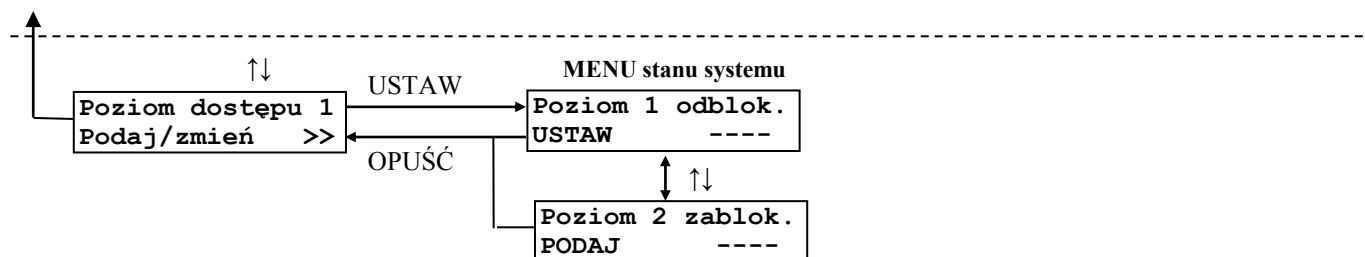 ↑↓
MENU stanu systemu
USTAW
Poziom dostępu 1
Podaj/zmień >>
Poziom 1 odblok.
USTAW ----
OPUŚĆ
↑↓
Poziom 2 zablok.
PODAJ ----